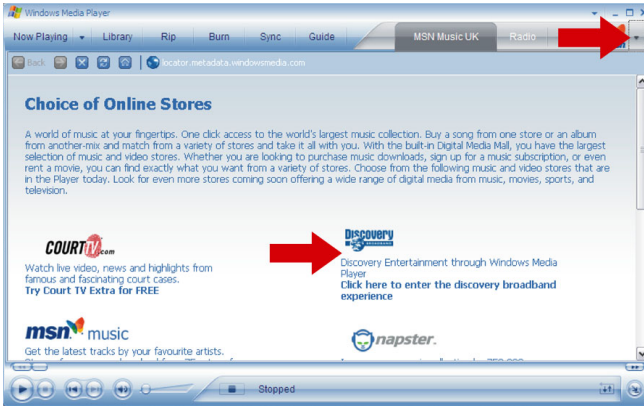 Windows Media Player
Now Playing Library Rip Burn Sync Guide MSN Music UK Radio
Back locator.metadata.windowsmedia.com
Choice of Online Stores
A world of music at your fingertips. One click access to the world's largest music collection. Buy a song from one store or an album
from another-mix and match from a variety of stores and take it all with you. With the built-in Digital Media Mall, you have the largest
selection of music and video stores. Whether you are looking to purchase music downloads, sign up for a music subscription, or even
rent a movie, you can find exactly what you want from a variety of stores. Choose from the following music and video stores that are
in the Player today. Look for even more stores coming soon offering a wide range of digital media from music, movies, sports, and
television.
COURT TV.com
Watch live video, news and highlights from
famous and fascinating court cases.
Try Court TV Extra for FREE
Discovery
Discovery Entertainment through Windows Media
Player
Click here to enter the discovery broadband
experience
msn music
Get the latest tracks by your favourite artists.
napster.
Stopped